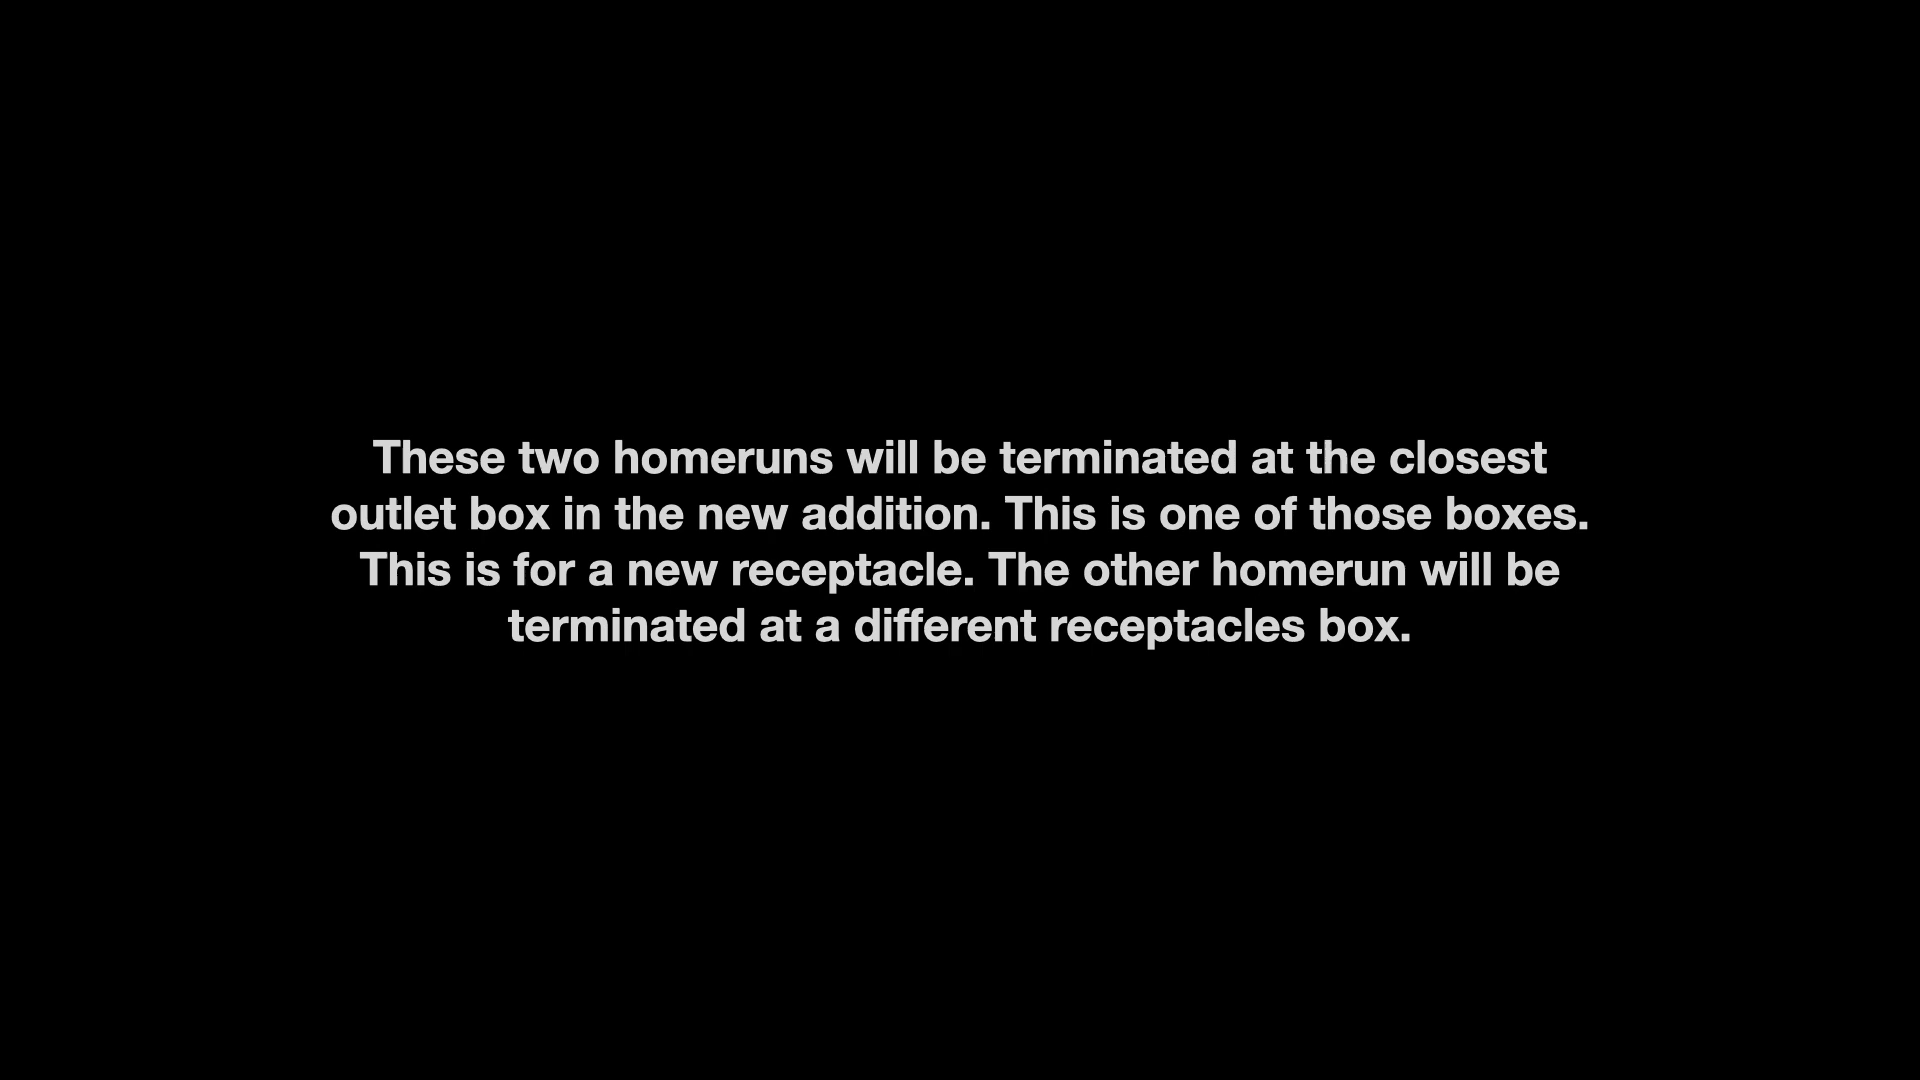 These two homeruns will be terminated at the closest
outlet box in the new addition. This is one of those boxes.
This is for a new receptacle. The other homerun will be
terminated at a different receptacles box.